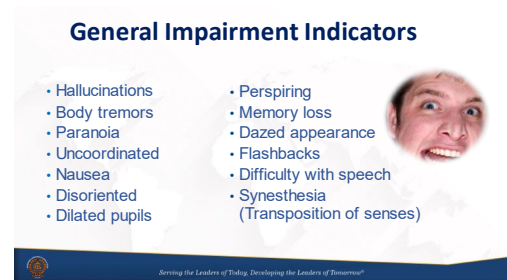 General Impairment Indicators
• Hallucinations
• Body tremors
• Paranoia
• Uncoordinated
• Nausea
• Disoriented
• Dilated pupils
• Perspiring
• Memory loss
• Dazed appearance
• Flashbacks
• Difficulty with speech
• Synesthesia
(Transposition of senses)
Serving the Leaders of Today, Developing the Leaders of Tomorrow®